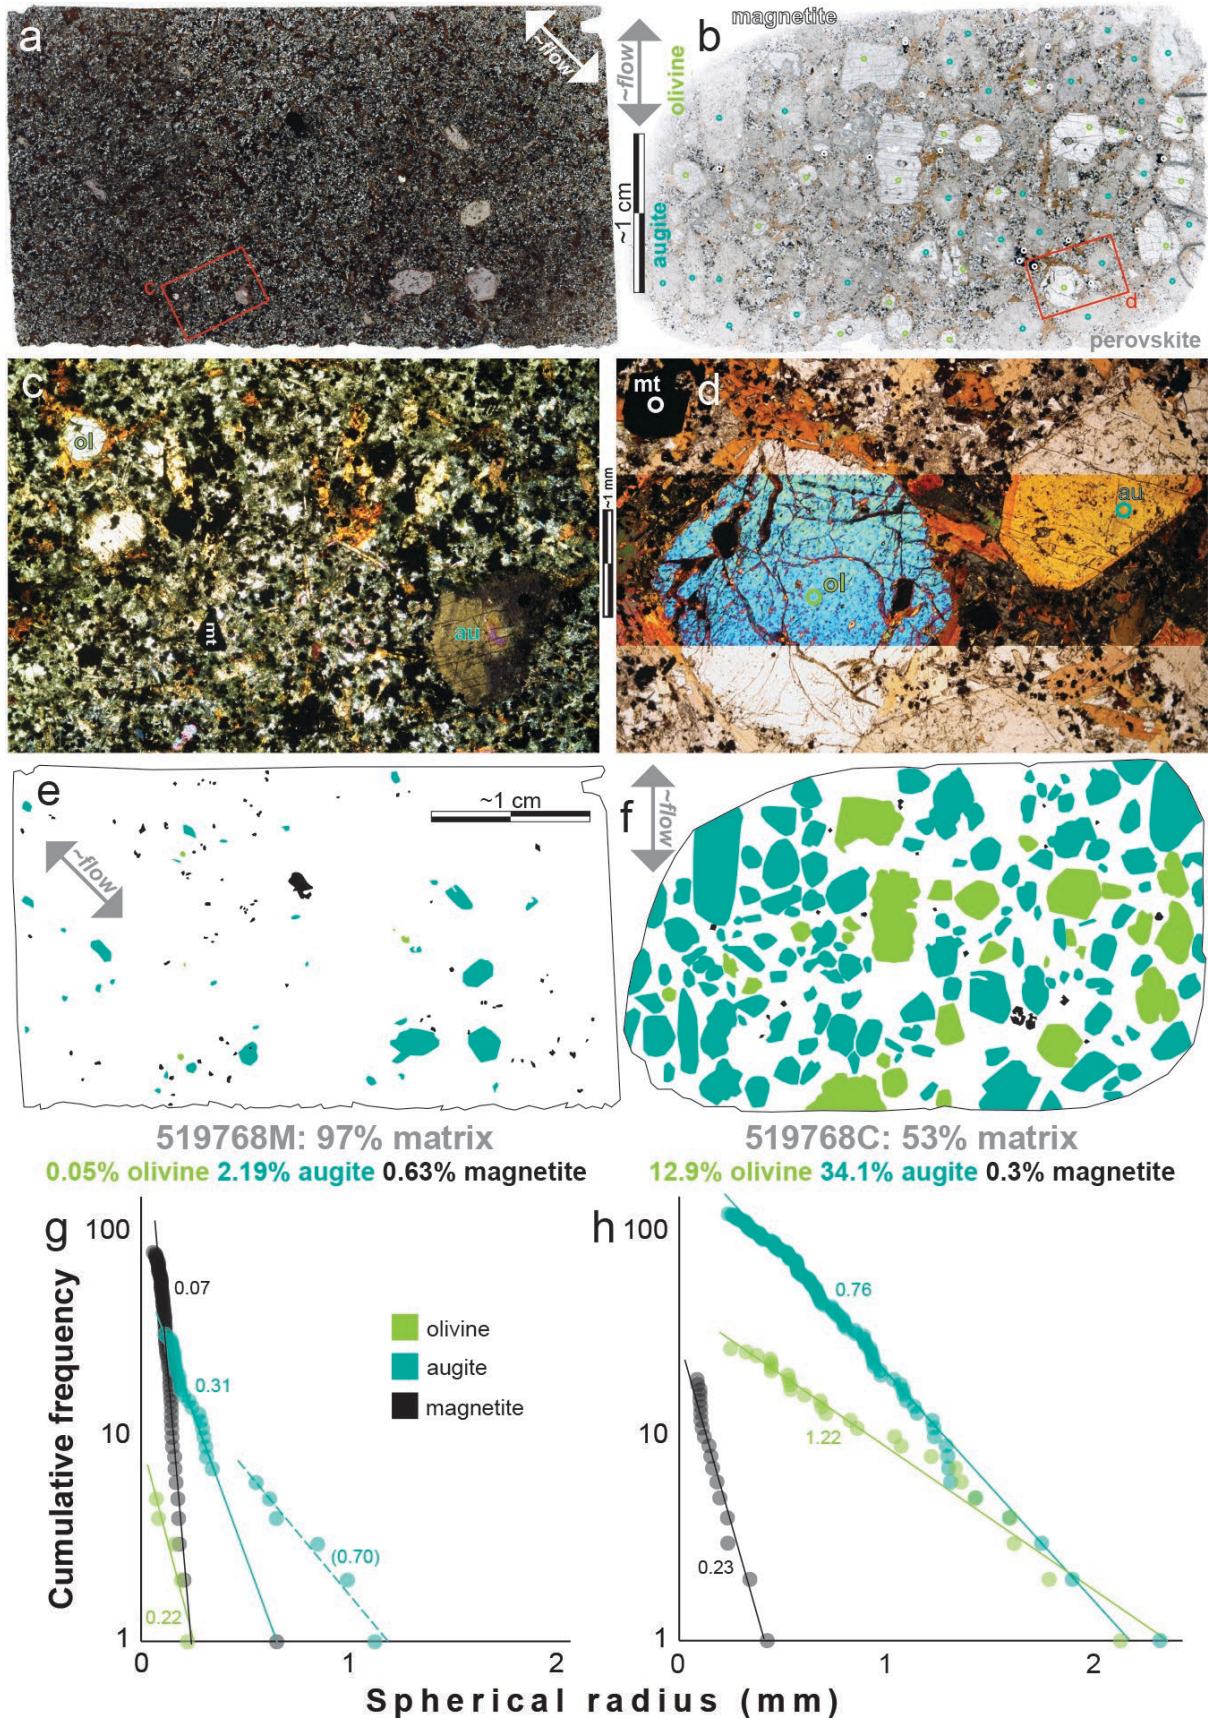 a
~flow
c
magnetite
b
~flow
olivine
~1 cm
augite
d
perovskite
c
ol
mt
au
~1 mm
mt
d
au
ol
e
~1 cm
~flow
f
~flow
519768M: 97% matrix
0.05% olivine 2.19% augite 0.63% magnetite
519768C: 53% matrix
12.9% olivine 34.1% augite 0.3% magnetite
g
Cumulative frequency
100
10
1
0.07
0.31
(0.70)
0.22
olivine
augite
magnetite
0
1
2
h
100
10
1
0.76
1.22
0.23
0
1
2
Spherical radius (mm)